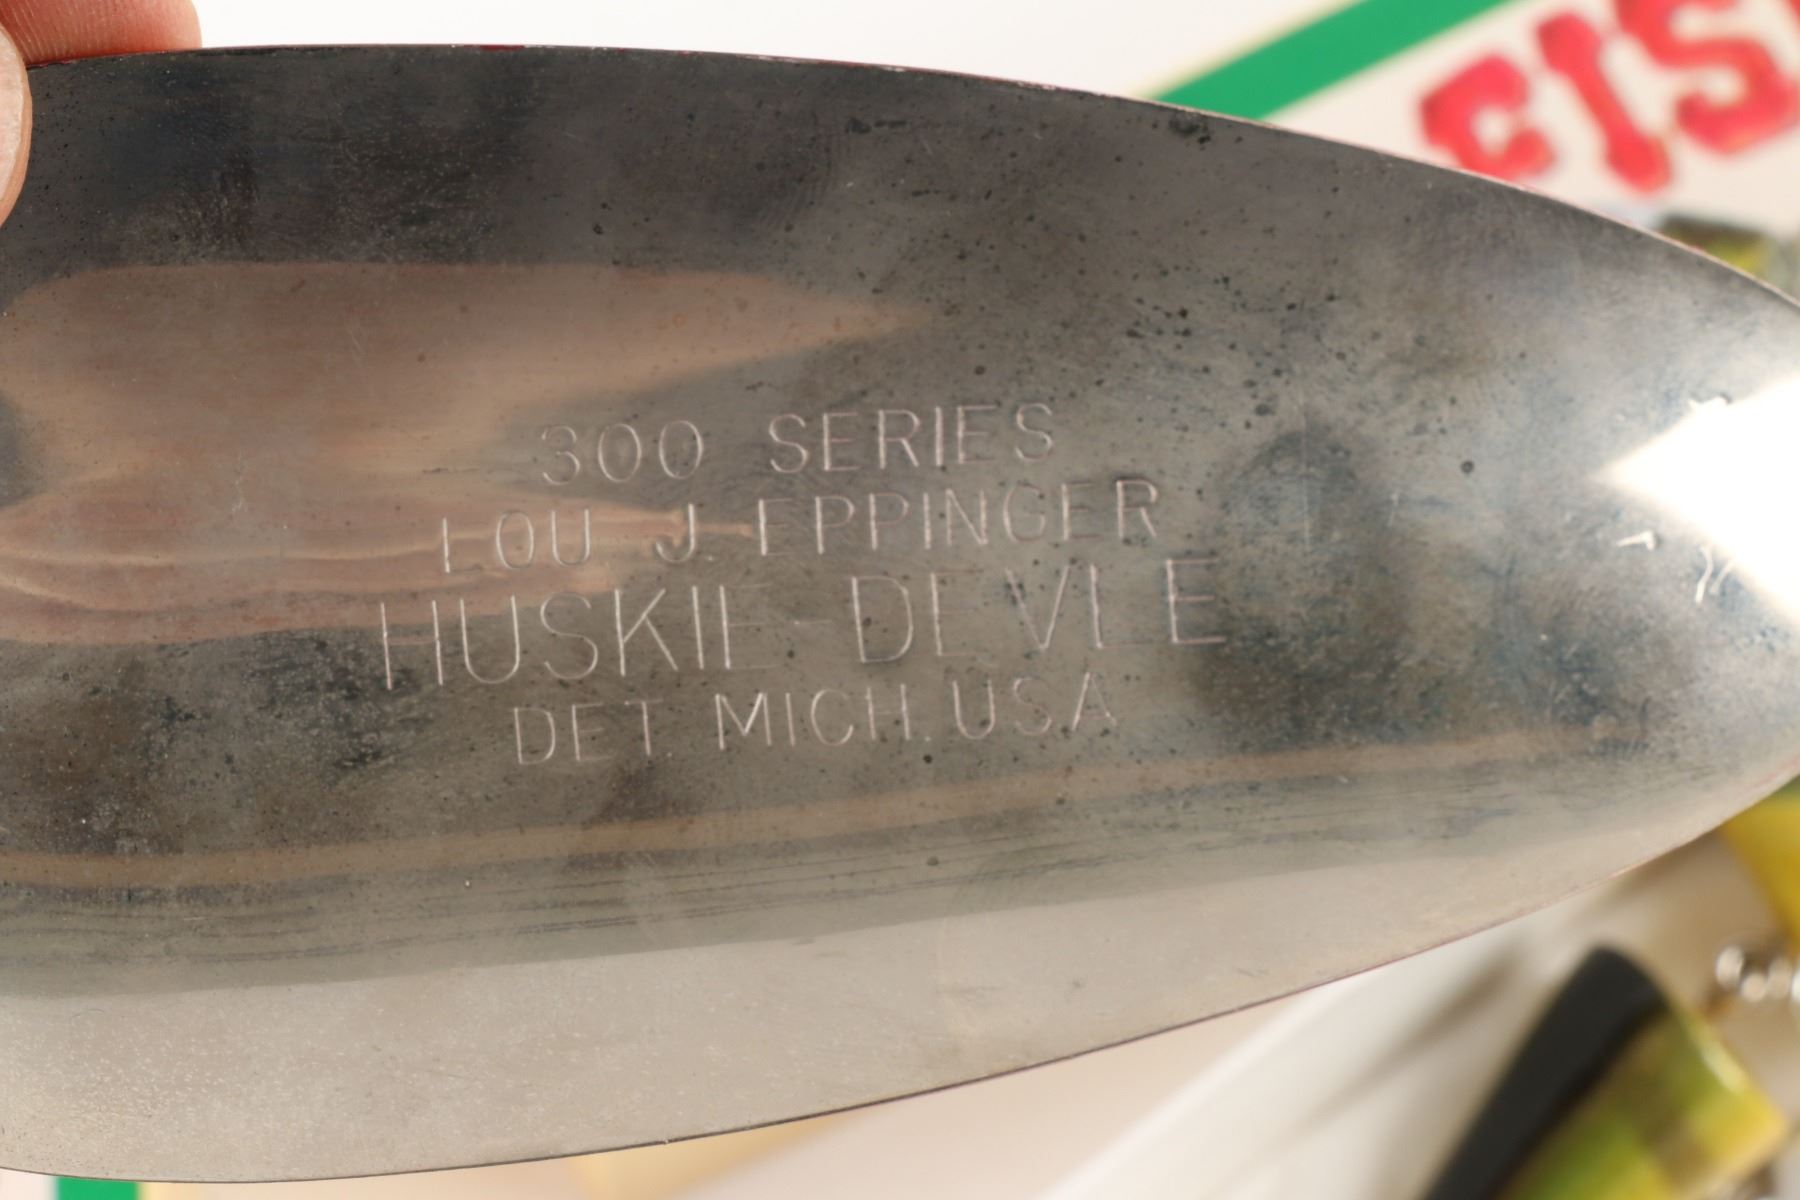 300 SERIES
LOU J. EPPINGER
HUSKIE-DEVLE
DET. MICH. USA